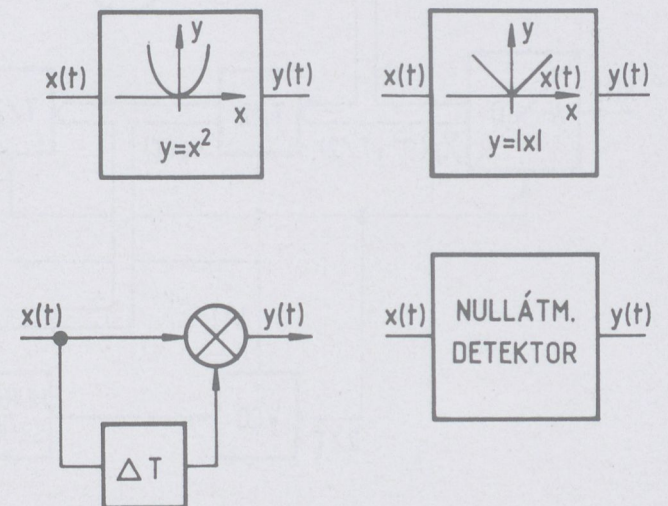 y
x(t)
y(t)
x
y=x²
y
x(t)
x(t)
y(t)
x
y=|x|
x(t)
y(t)
ΔT
x(t)
NULLÁTM.
DETEKTOR
y(t)